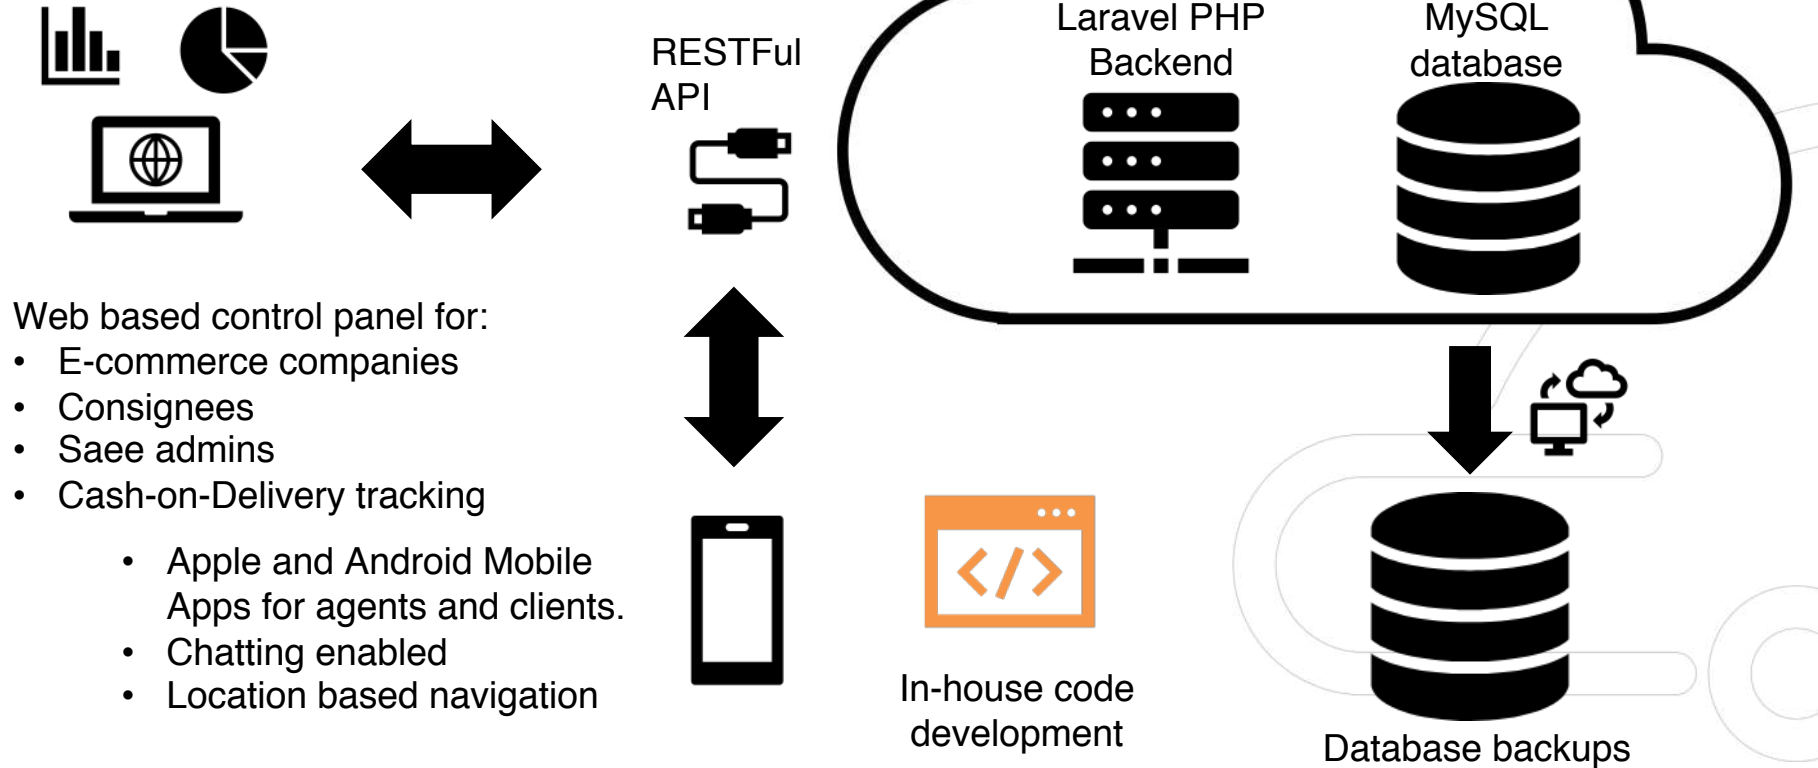 RESTFul
API
Laravel PHP
Backend
MySQL
database
Web based control panel for:
• E-commerce companies
• Consignees
• Saee admins
• Cash-on-Delivery tracking
• Apple and Android Mobile
Apps for agents and clients.
• Chatting enabled
• Location based navigation
</>
In-house code
development
Database backups